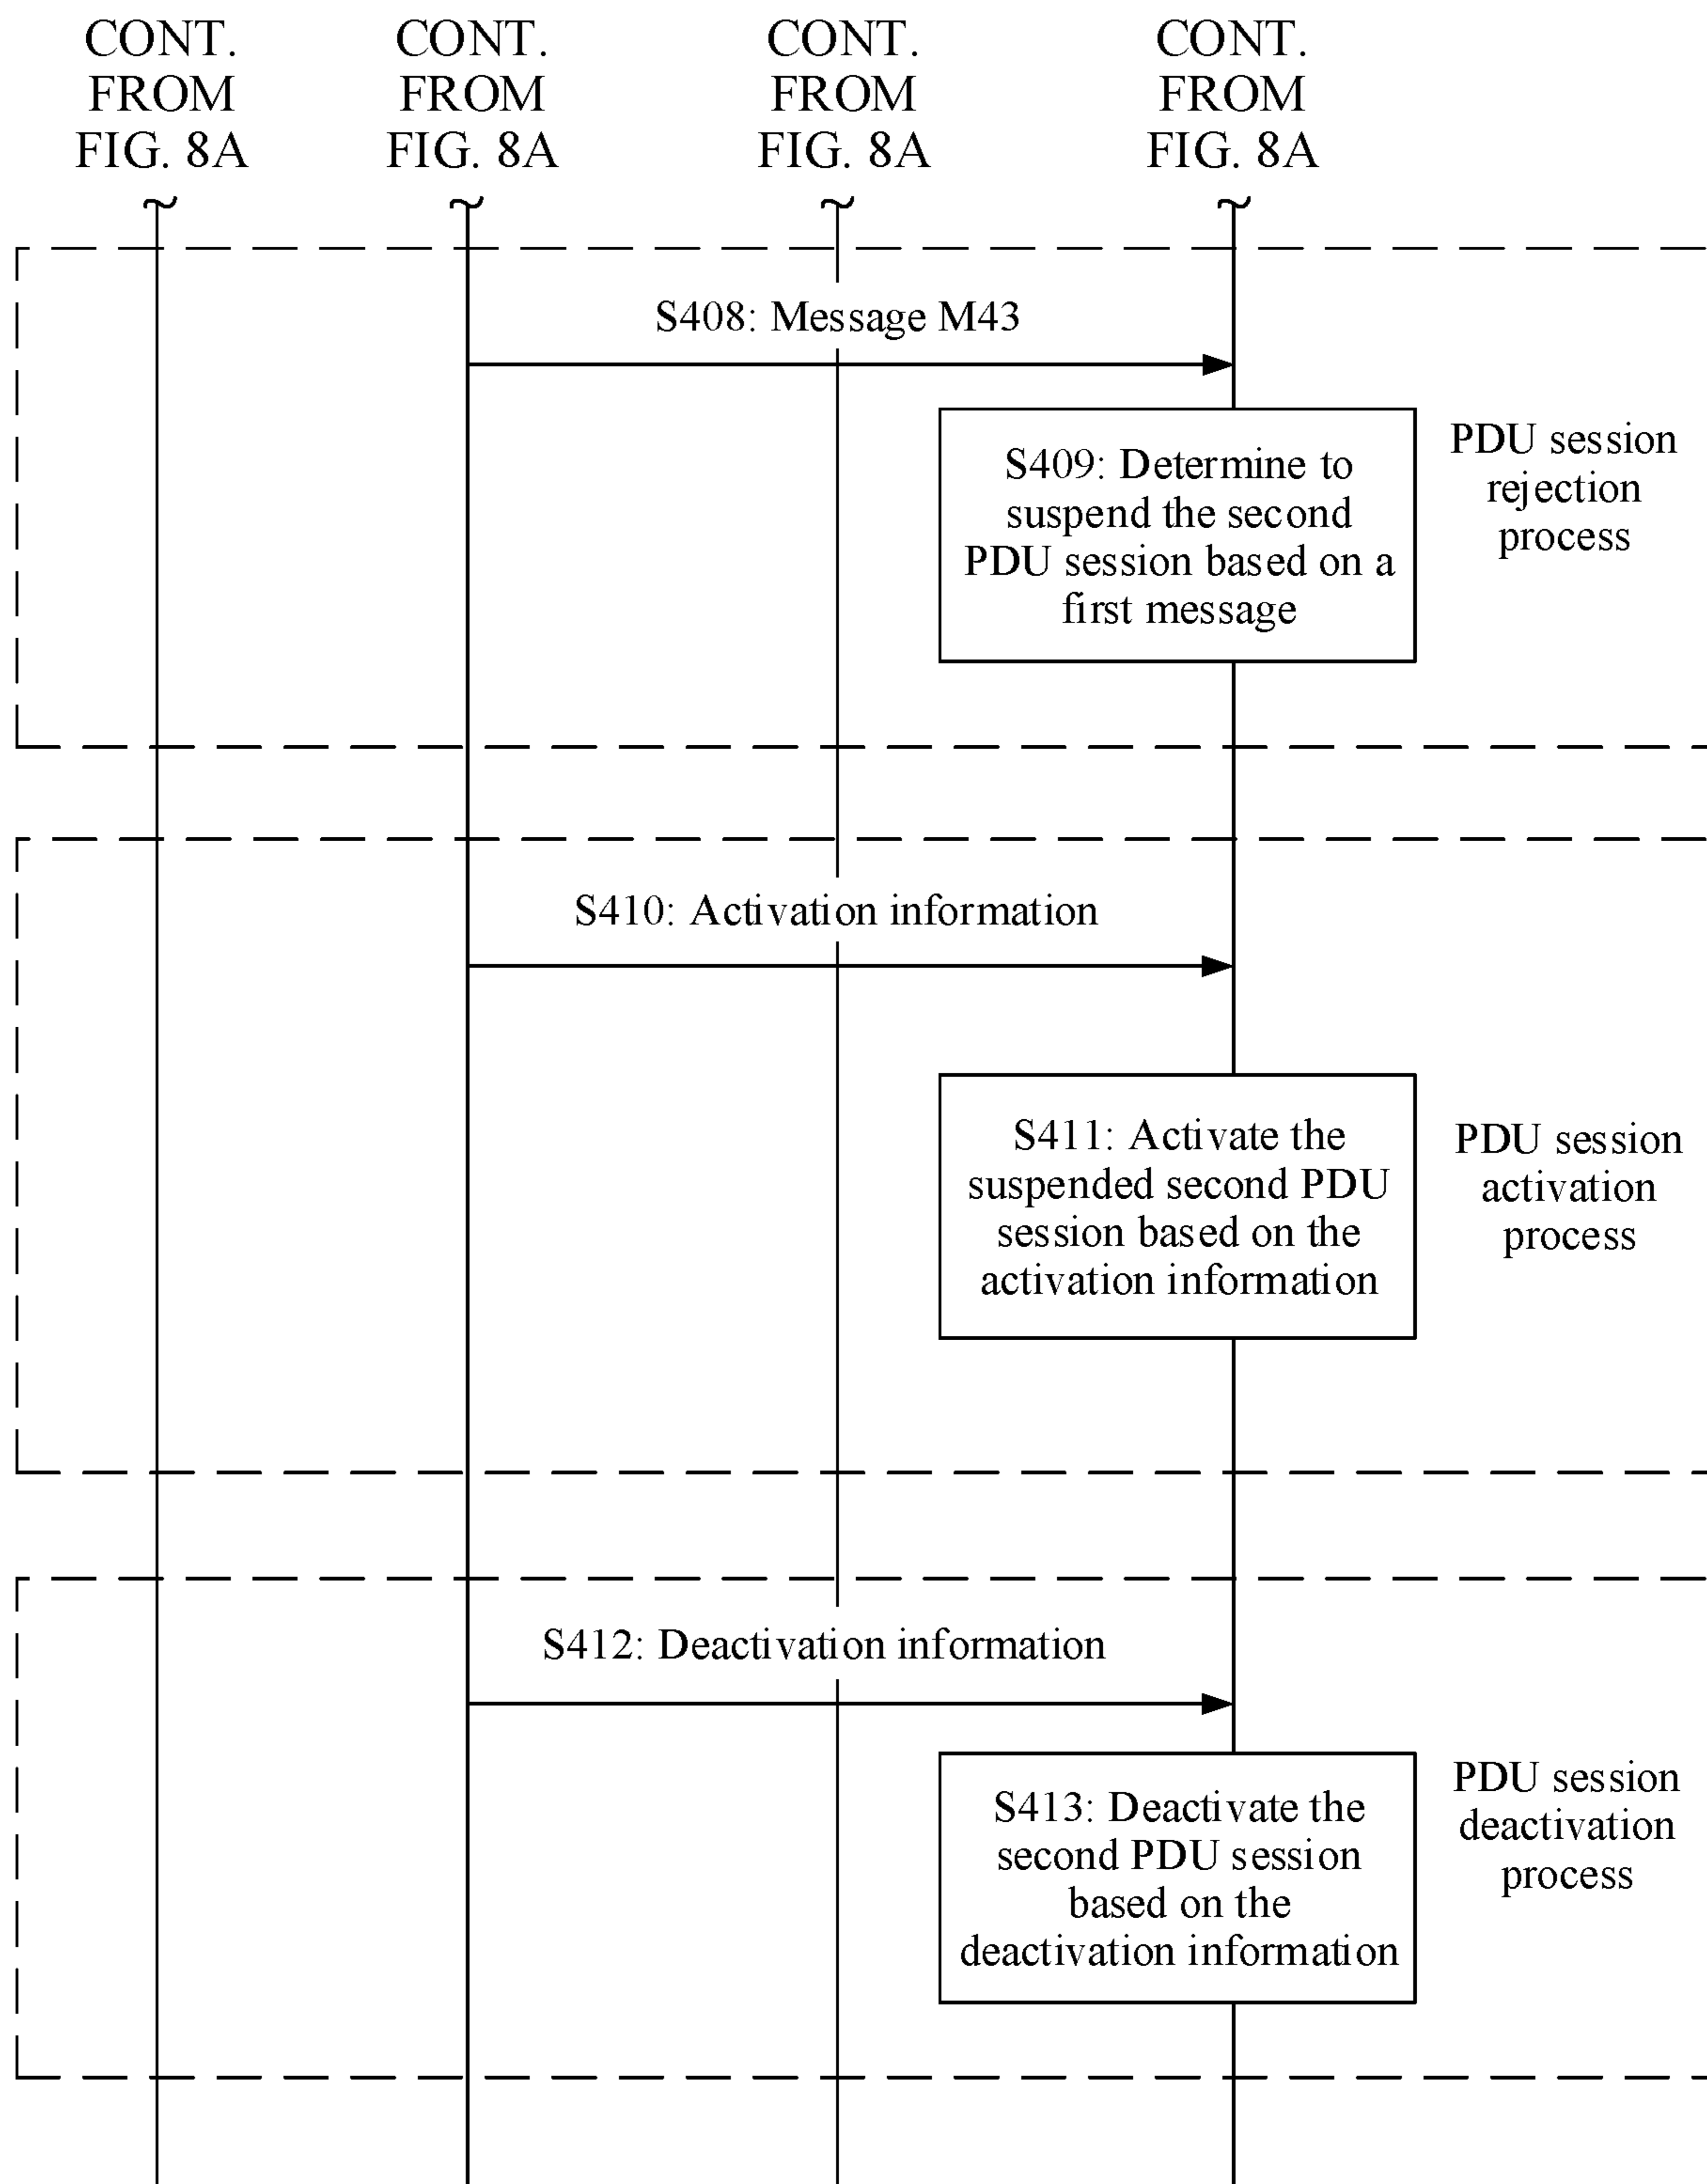 CONT.
FROM
FIG. 8A
CONT.
FROM
FIG. 8A
CONT.
FROM
FIG. 8A
CONT.
FROM
FIG. 8A
S408: Message M43
S409: Determine to
suspend the second
PDU session based on a
first message
PDU session
rejection
process
S410: Activation information
S411: Activate the
suspended second PDU
session based on the
activation information
PDU session
activation
process
S412: Deactivation information
S413: Deactivate the
second PDU session
based on the
deactivation information
PDU session
deactivation
process